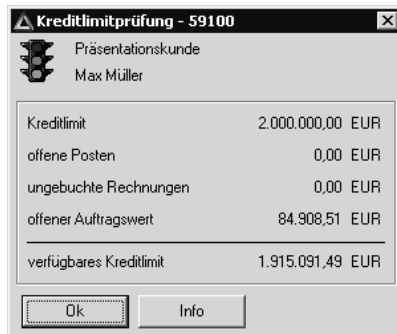 Kreditlimitprüfung - 59100
Präsentationskunde
Max Müller
Kreditlimit 2.000.000,00 EUR
offene Posten 0,00 EUR
ungebuchte Rechnungen 0,00 EUR
offener Auftragswert 84.908,51 EUR
verfügbares Kreditlimit 1.915.091,49 EUR
Ok Info